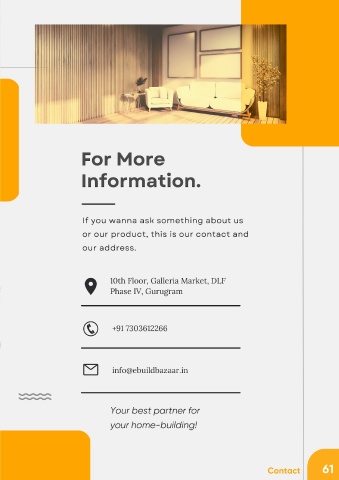 For More
Information.
If you wanna ask something about us
or our product, this is our contact and
our address.
10th Floor, Galleria Market, DLF
Phase IV, Gurugram
+91 7303612266
info@ebuildbazaar.in
Your best partner for
your home-building!
Contact 61